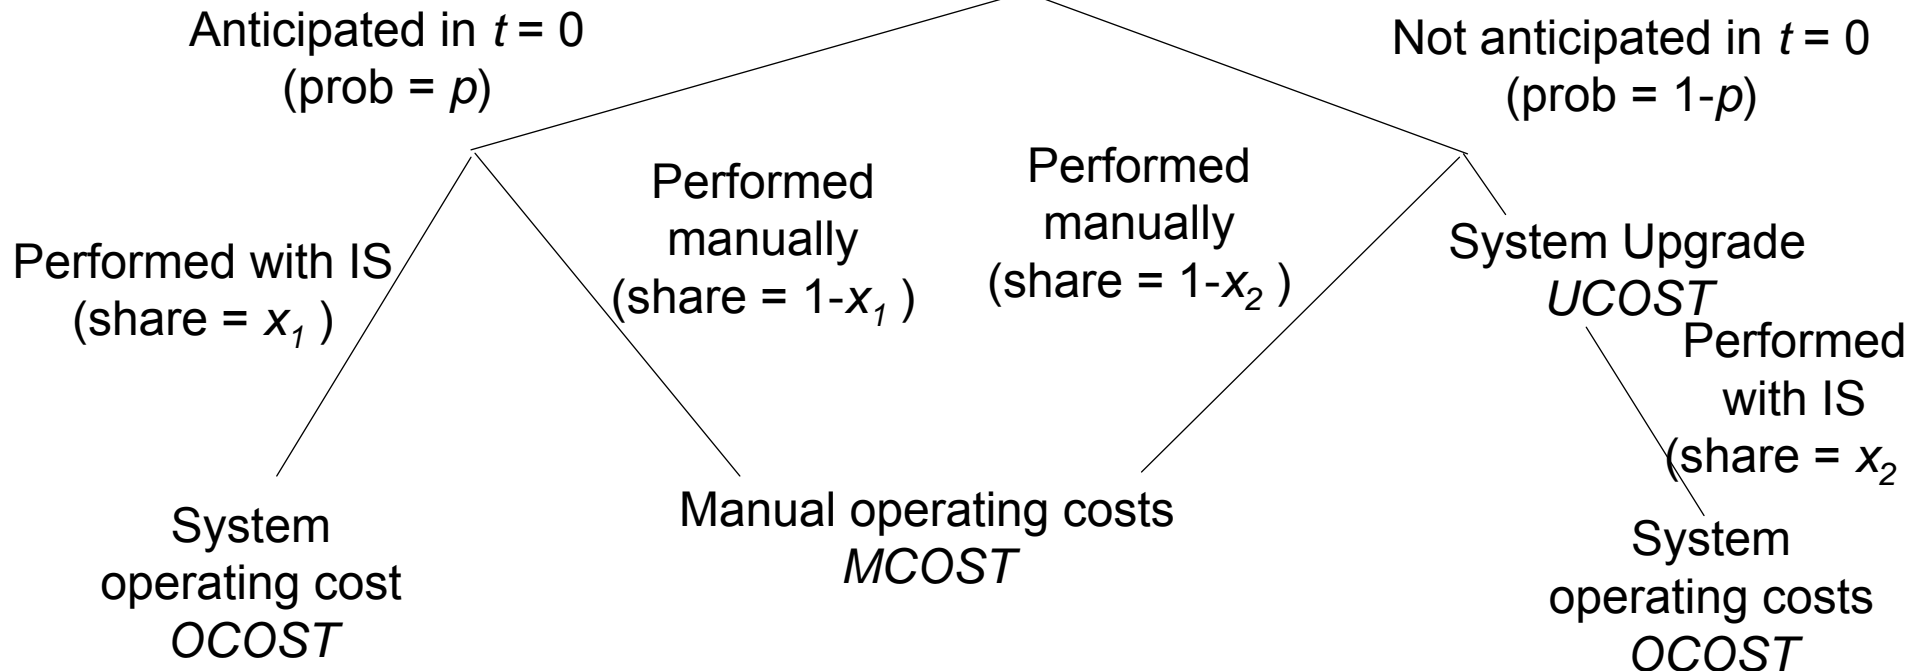 Anticipated in t = 0
(prob = p)
Not anticipated in t = 0
(prob = 1-p)
Performed with IS
(share = x1 )
Performed
manually
(share = 1-x1 )
Performed
manually
(share = 1-x2 )
System Upgrade
UCOST
Performed
with IS
(share = x2
System
operating cost
OCOST
Manual operating costs
MCOST
System
operating costs
OCOST